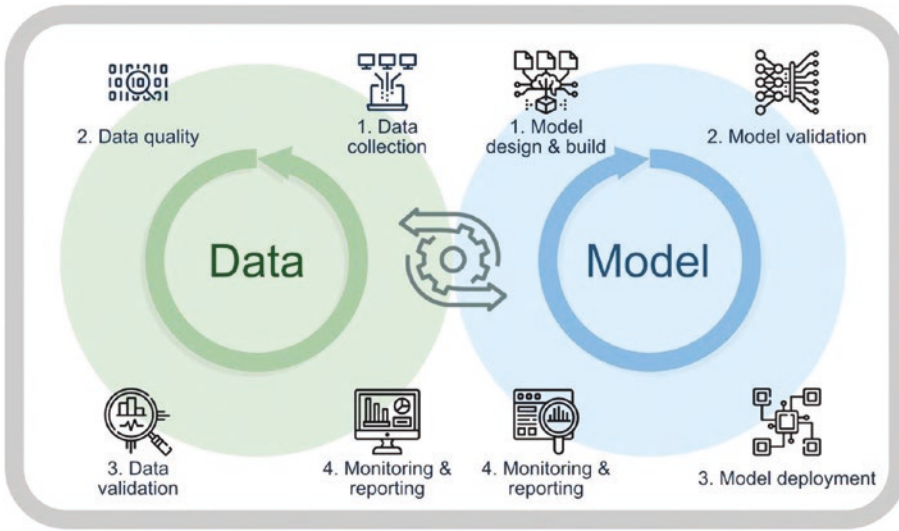 2. Data quality
1. Data
collection
1. Model
design & build
2. Model validation
Data
Model
3. Data
validation
4. Monitoring &
reporting
4. Monitoring &
reporting
3. Model deployment